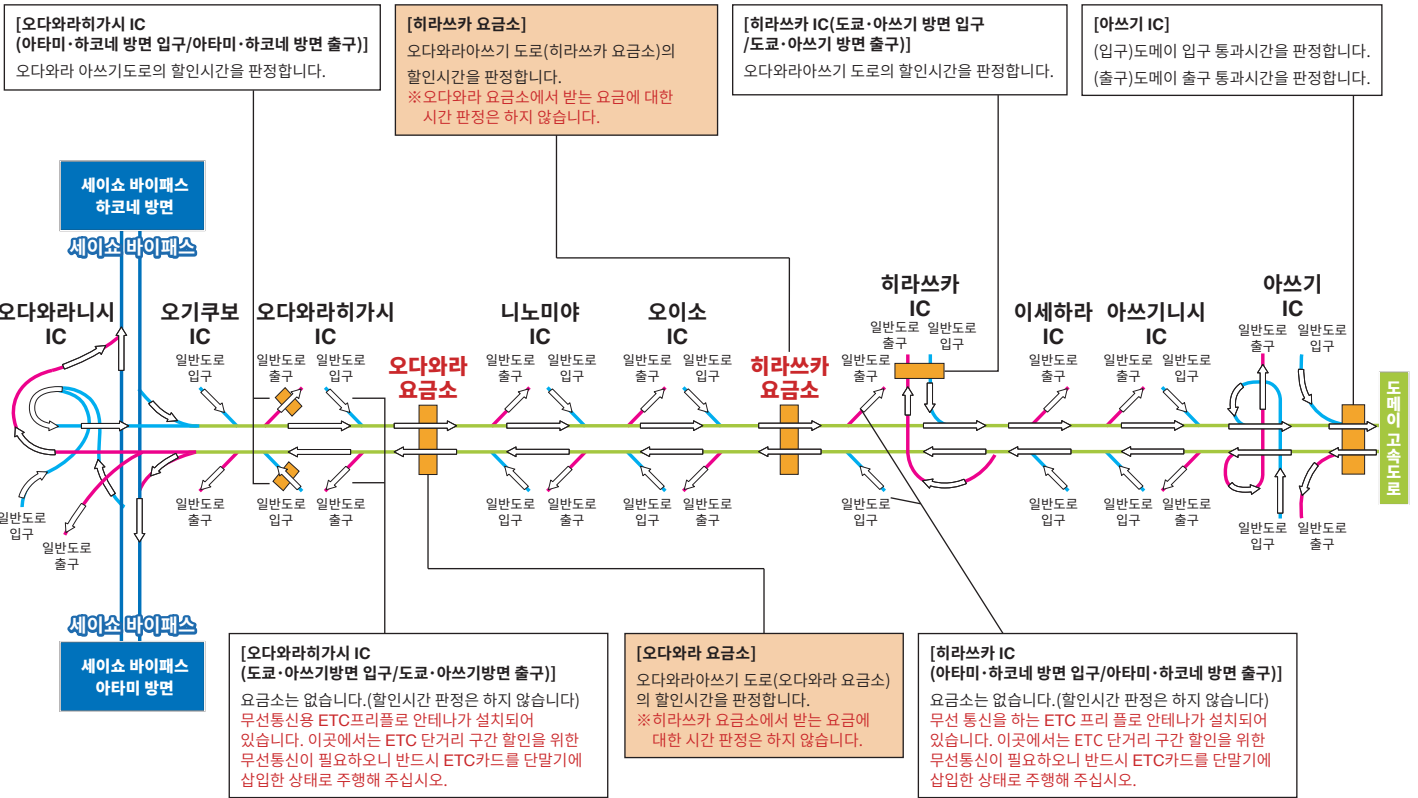 [오다와라히가시 IC
(아타미·하코네 방면 입구/아타미·하코네 방면 출구)]
오다와라 아쓰기도로의 할인시간을 판정합니다.
[히라쓰카 요금소]
오다와라아쓰기 도로(히라쓰카 요금소)의
할인시간을 판정합니다.
※오다와라 요금소에서 받는 요금에 대한
시간 판정은 하지 않습니다.
[히라쓰카 IC(도쿄·아쓰기 방면 입구
/도쿄·아쓰기 방면 출구)]
오다와라아쓰기 도로의 할인시간을 판정합니다.
[아쓰기 IC]
(입구)도메이 입구 통과시간을 판정합니다.
(출구)도메이 출구 통과시간을 판정합니다.
세이쇼 바이패스
하코네 방면
세이쇼 바이패스
오다와라니시
IC
오기쿠보
IC
오다와라히가시
IC
니노미야
IC
오이소
IC
히라쓰카
IC
이세하라
IC
아쓰기니시
IC
아쓰기
IC
일반도로
입구
일반도로
출구
일반도로
입구
오다와라
요금소
일반도로
출구
일반도로
입구
일반도로
출구
일반도로
입구
히라쓰카
요금소
일반도로
출구
일반도로
출구
일반도로
입구
일반도로
출구
일반도로
출구
일반도로
입구
일반도로
출구
일반도로
입구
도메이 고속도로
일반도로
입구
일반도로
출구
일반도로
출구
일반도로
입구
일반도로
출구
일반도로
입구
일반도로
출구
일반도로
입구
일반도로
출구
일반도로
입구
일반도로
입구
일반도로
입구
일반도로
출구
일반도로
입구
일반도로
출구
세이쇼 바이패스
세이쇼 바이패스
아타미 방면
[오다와라히가시 IC
(도쿄·아쓰기방면 입구/도쿄·아쓰기방면 출구)]
요금소는 없습니다.(할인시간 판정은 하지 않습니다)
무선통신용 ETC프리플로 안테나가 설치되어
있습니다. 이곳에서는 ETC 단거리 구간 할인을 위한
무선통신이 필요하오니 반드시 ETC카드를 단말기에
삽입한 상태로 주행해 주십시오.
[오다와라 요금소]
오다와라아쓰기 도로(오다와라 요금소)
의 할인시간을 판정합니다.
※히라쓰카 요금소에서 받는 요금에
대한 시간 판정은 하지 않습니다.
[히라쓰카 IC
(아타미·하코네 방면 입구/아타미·하코네 방면 출구)]
요금소는 없습니다.(할인시간 판정은 하지 않습니다)
무선 통신을 하는 ETC 프리 플로 안테나가 설치되어
있습니다. 이곳에서는 ETC 단거리 구간 할인을 위한
무선통신이 필요하오니 반드시 ETC카드를 단말기에
삽입한 상태로 주행해 주십시오.